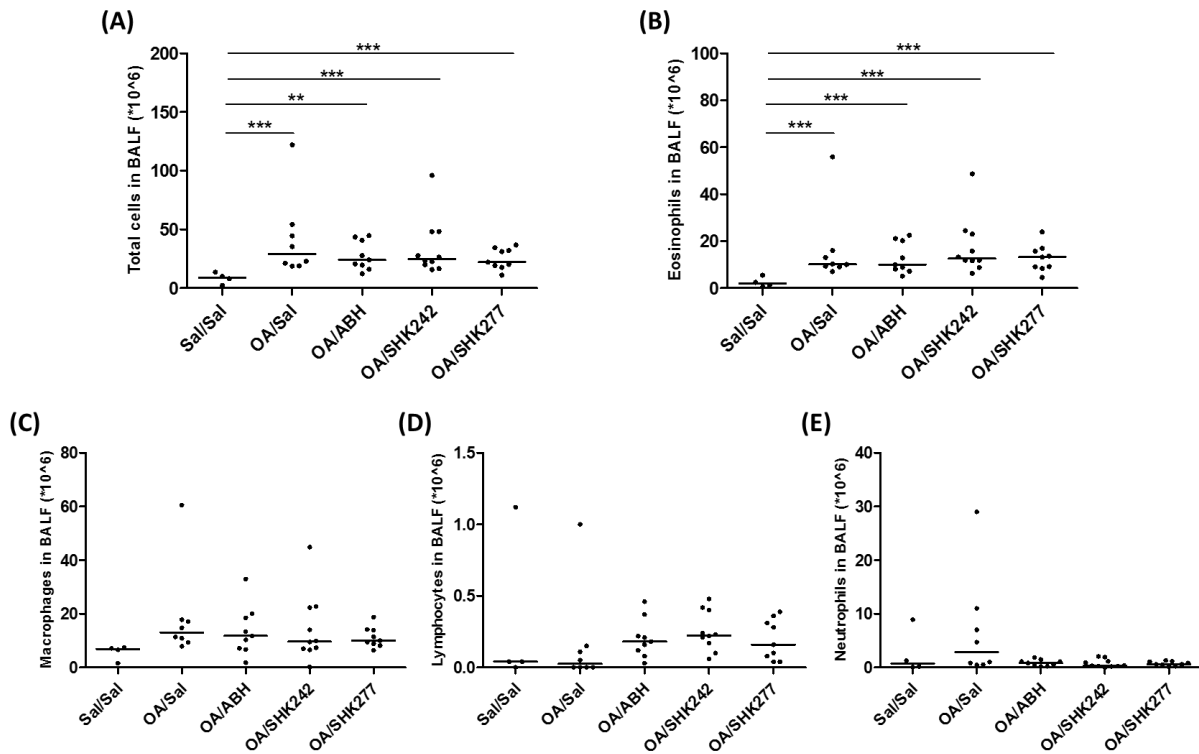 (A)
Total cells in BALF (*10^6)
200
150
100
50
0
***
***
**
***
Sal/Sal
OA/Sal
OA/ABH
OA/SHK242
OA/SHK277
(B)
Eosinophils in BALF (*10^6)
100
80
60
40
20
0
***
***
***
***
Sal/Sal
OA/Sal
OA/ABH
OA/SHK242
OA/SHK277
(C)
Macrophages in BALF (*10^6)
80
60
40
20
0
Sal/Sal
OA/Sal
OA/ABH
OA/SHK242
OA/SHK277
(D)
Lymphocytes in BALF (*10^6)
1.5
1.0
0.5
0.0
Sal/Sal
OA/Sal
OA/ABH
OA/SHK242
OA/SHK277
(E)
Neutrophils in BALF (*10^6)
40
30
20
10
0
Sal/Sal
OA/Sal
OA/ABH
OA/SHK242
OA/SHK277